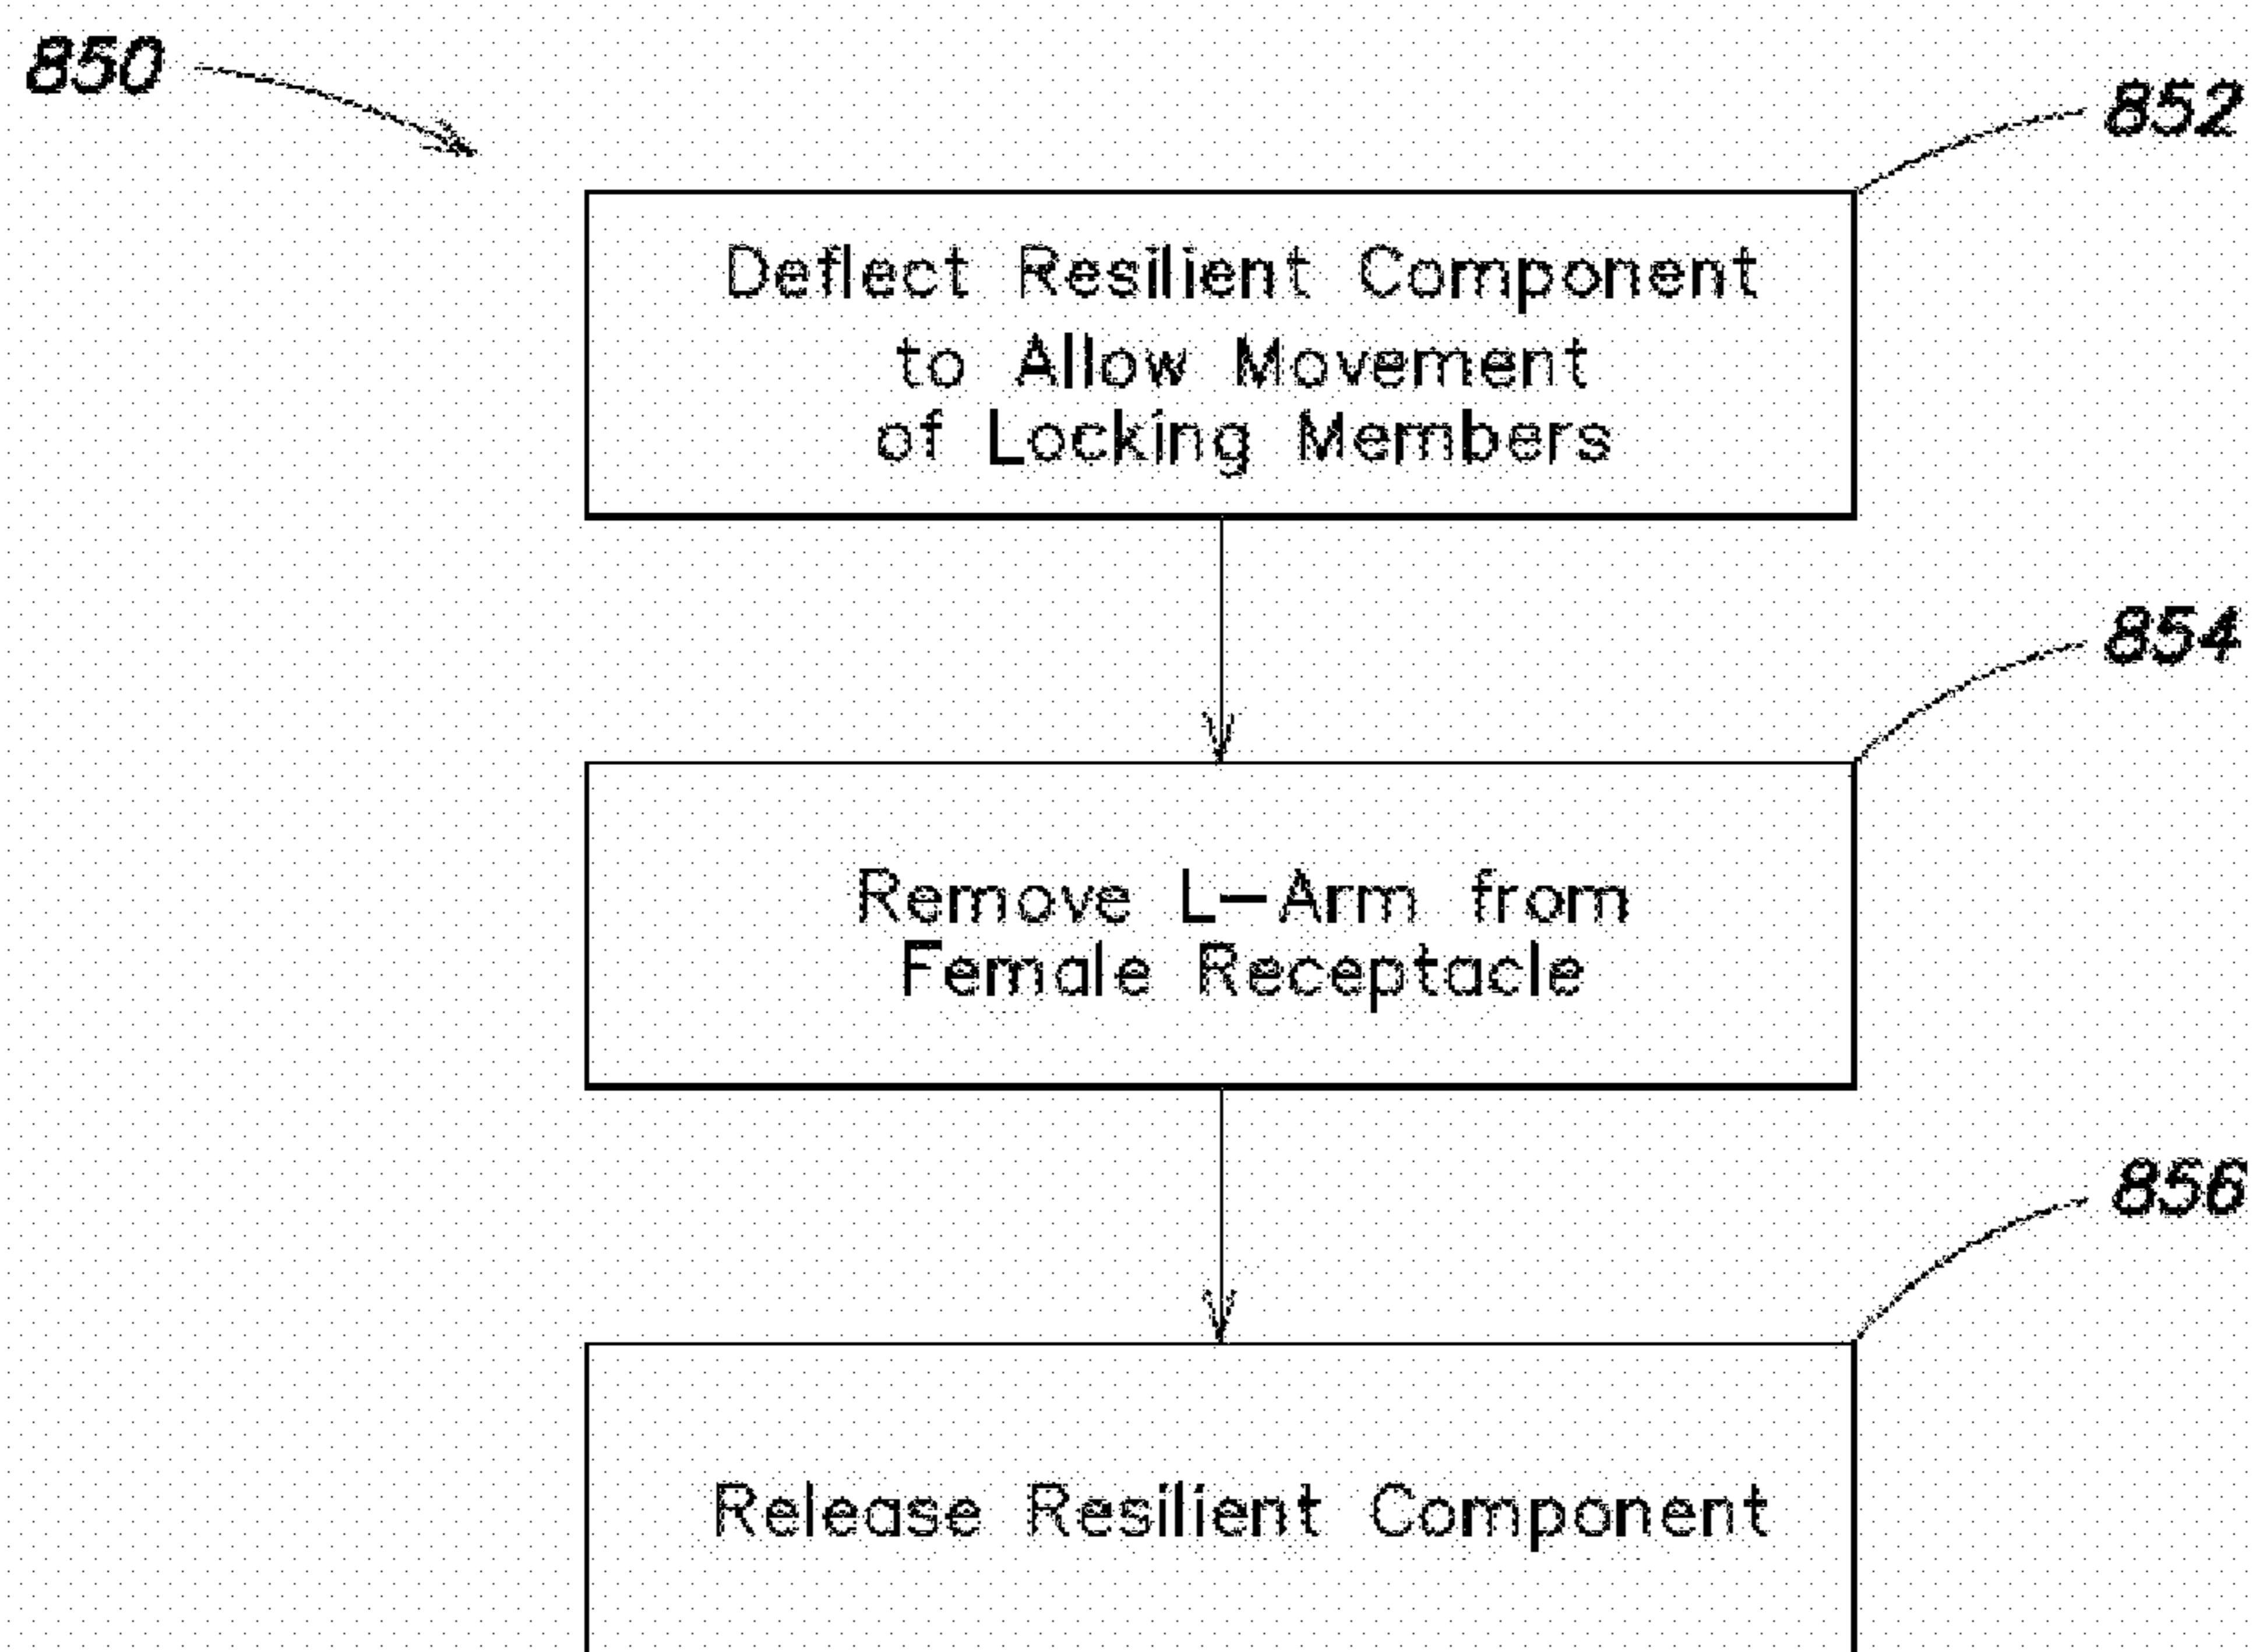 850
852
Deflect Resilient Component
to Allow Movement
of Locking Members
854
Remove L-Arm from
Female Receptacle
856
Release Resilient Component